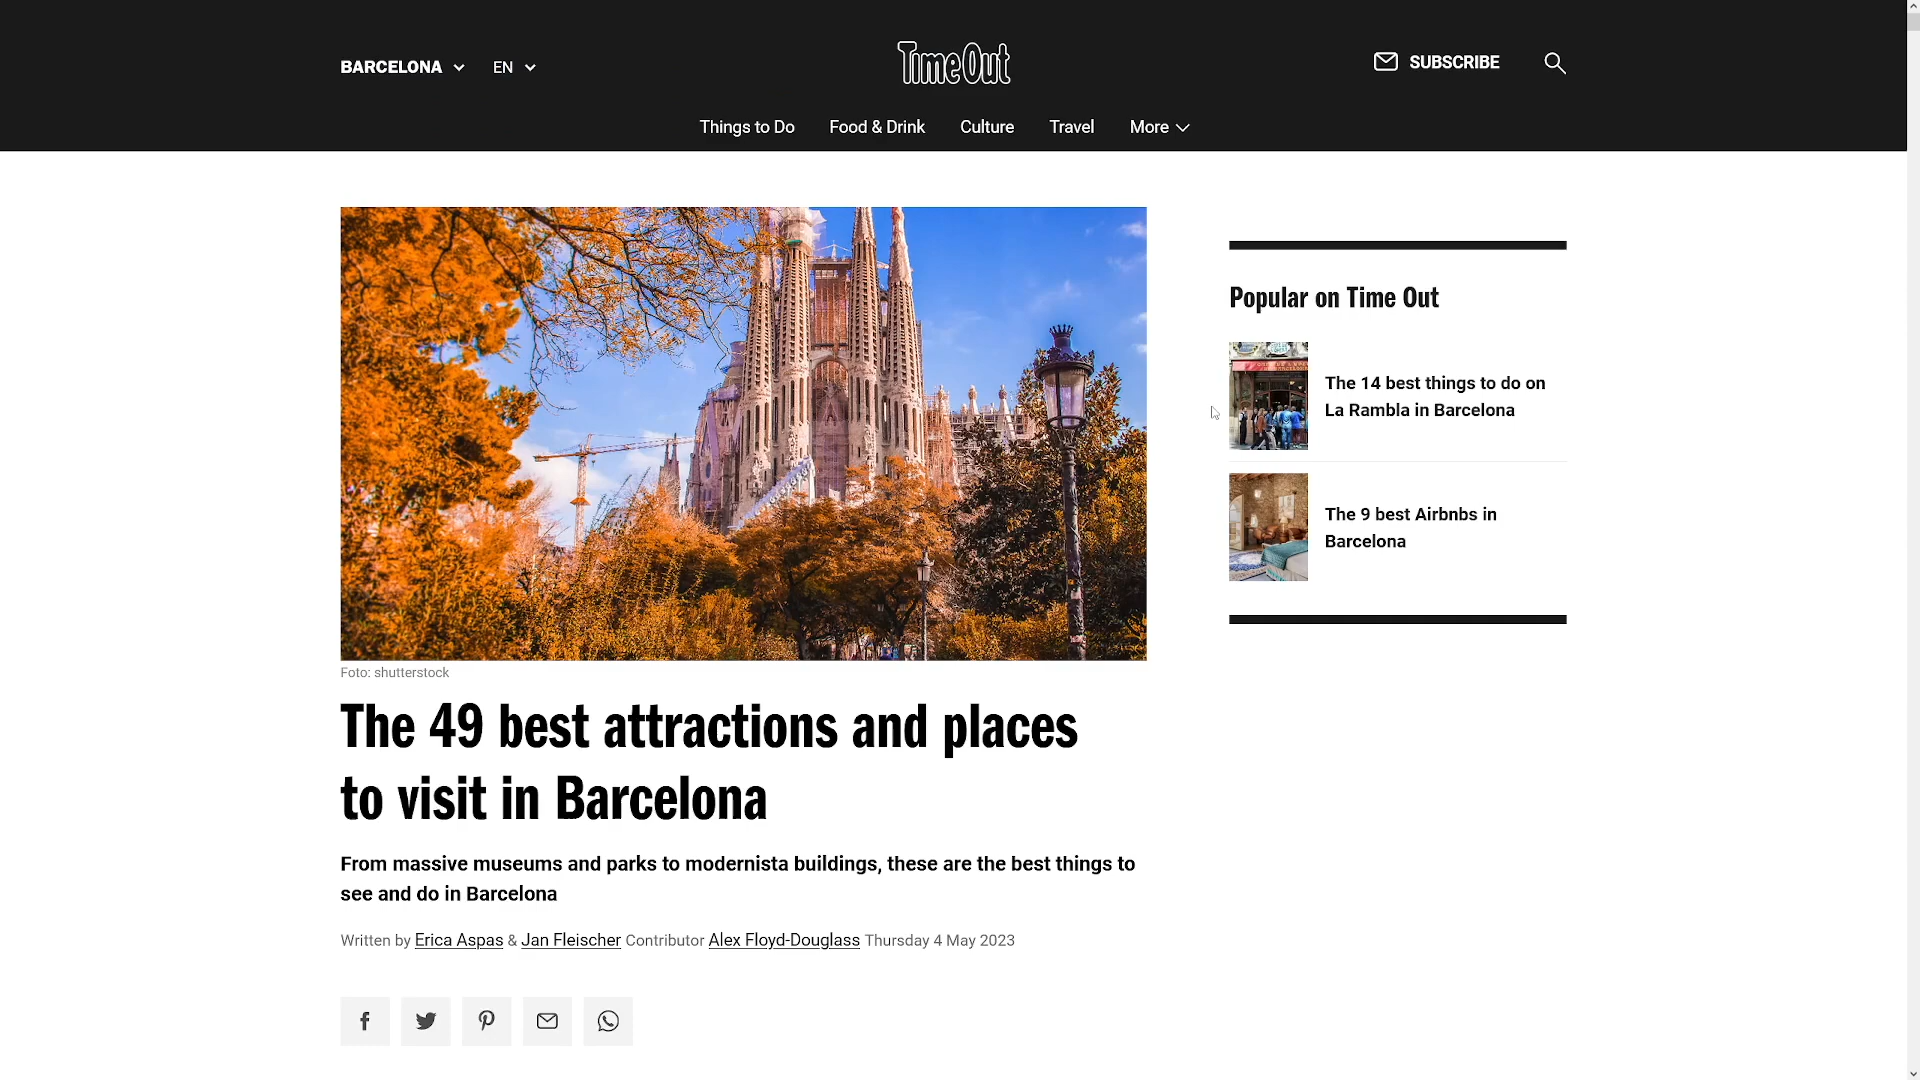 BARCELONA
EN
Time Out
SUBSCRIBE
Things to Do
Food & Drink
Culture
Travel
More
Foto: shutterstock
The 49 best attractions and places
to visit in Barcelona
From massive museums and parks to modernista buildings, these are the best things to
see and do in Barcelona
Written by Erica Aspas & Jan Fleischer Contributor Alex Floyd-Douglass Thursday 4 May 2023
Popular on Time Out
The 14 best things to do on
La Rambla in Barcelona
The 9 best Airbnbs in
Barcelona